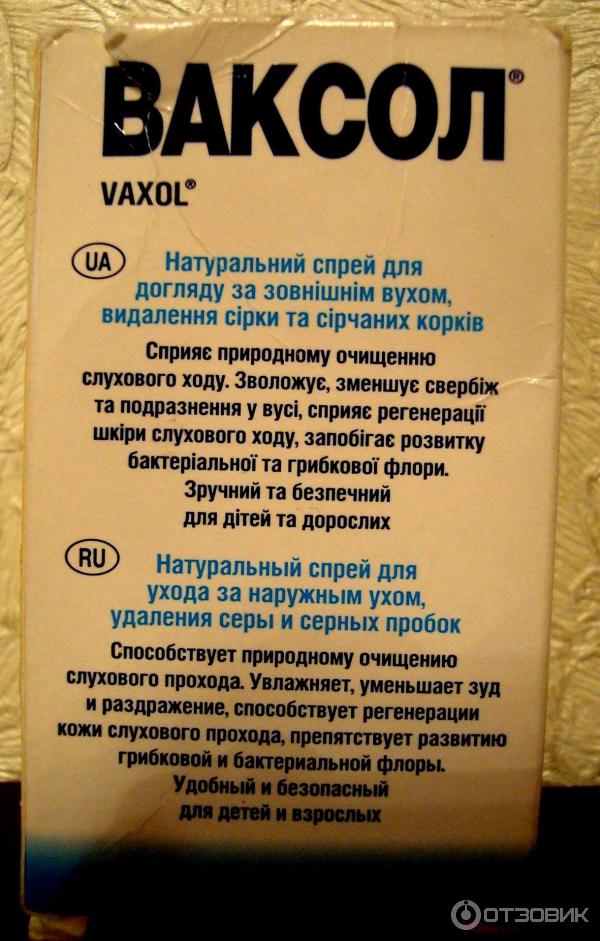 ВАКСОЛ®
VAXOL®
UA
Натуральний спрей для
догляду за зовнішнім вухом,
видалення сірки та сірчаних корків
Сприяє природному очищенню
слухового ходу. Зволожує, зменшує свербіж
та подразнення у вусі, сприяє регенерації
шкіри слухового ходу, запобігає розвитку
бактеріальної та грибкової флори.
Зручний та безпечний
для дітей та дорослих
RU
Натуральный спрей для
ухода за наружным ухом,
удаления серы и серных пробок
Способствует природному очищению
слухового прохода. Увлажняет, уменьшает зуд
и раздражение, способствует регенерации
кожи слухового прохода, препятствует развитию
грибковой и бактериальной флоры.
Удобный и безопасный
для детей и взрослых
ОТЗОВИК